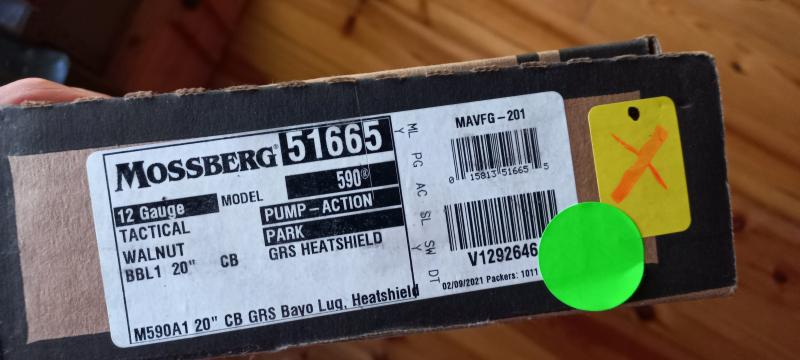 MOSSBERG® 51665
12 Gauge MODEL 590®
TACTICAL PUMP-ACTION
WALNUT PARK
BBL1 20" CB GRS HEATSHIELD
M590A1 20" CB GRS Bayo Lug, Heatshield
ML PG AC SL SW DT
Y Y
MAVFG-201
0 15813 51665 5
V1292646
02/09/2021 Packers: 1011
X